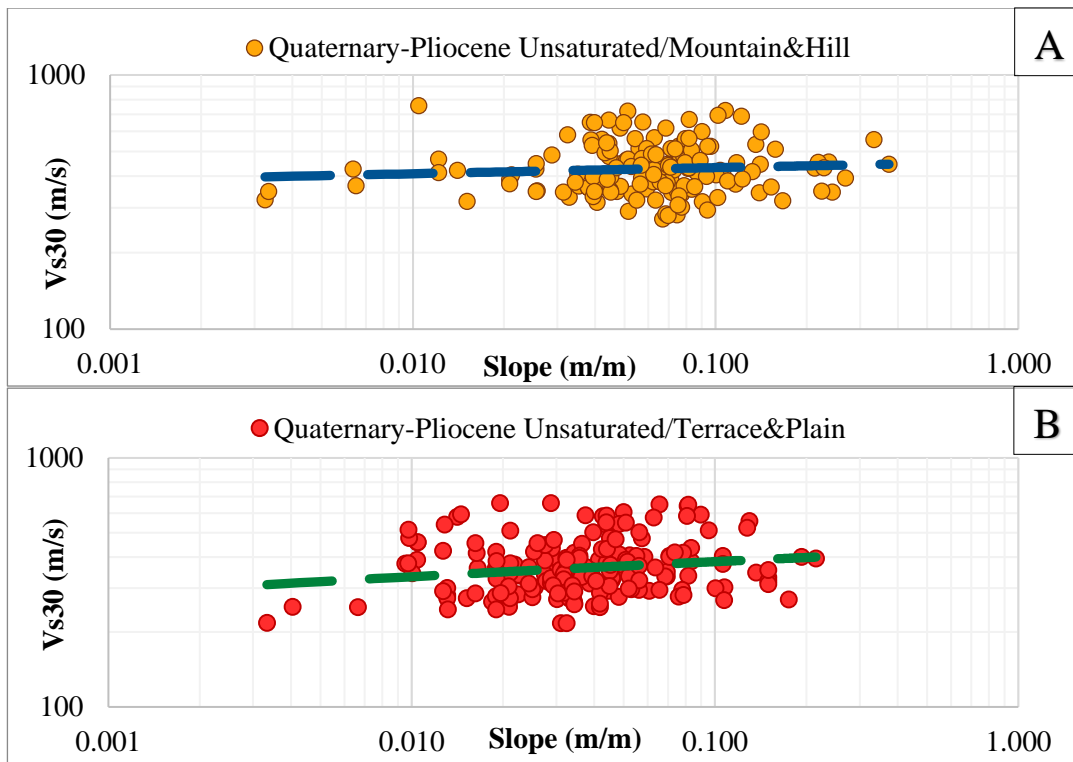 Quaternary-Pliocene Unsaturated/Mountain&Hill
A
1000
100
Vs30 (m/s)
0.001
0.010
0.100
1.000
Slope (m/m)
Quaternary-Pliocene Unsaturated/Terrace&Plain
B
1000
100
Vs30 (m/s)
0.001
0.010
0.100
1.000
Slope (m/m)